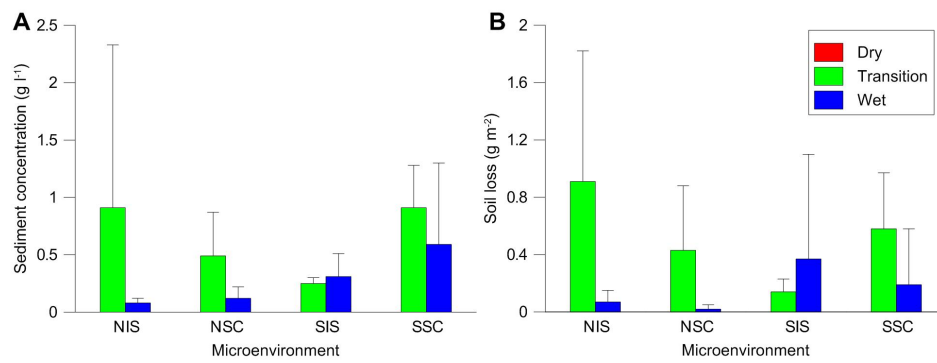 A
Sediment concentration (g l-1)
2.5
2
1.5
1
0.5
0
NIS NSC SIS SSC
Microenvironment
B
Soil loss (g m-2)
2
1.6
1.2
0.8
0.4
0
NIS NSC SIS SSC
Microenvironment
Dry
Transition
Wet